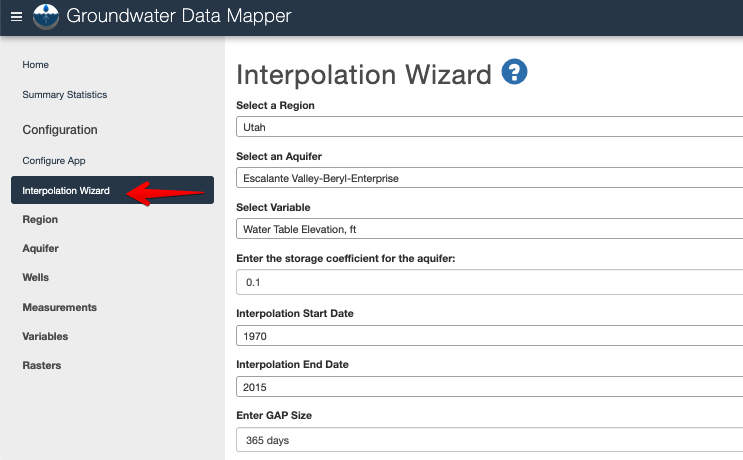 Groundwater Data Mapper
Home
Summary Statistics
Configuration
Configure App
Interpolation Wizard
Region
Aquifer
Wells
Measurements
Variables
Rasters
Interpolation Wizard ?
Select a Region
Utah
Select an Aquifer
Escalante Valley-Beryl-Enterprise
Select Variable
Water Table Elevation, ft
Enter the storage coefficient for the aquifer:
0.1
Interpolation Start Date
1970
Interpolation End Date
2015
Enter GAP Size
365 days